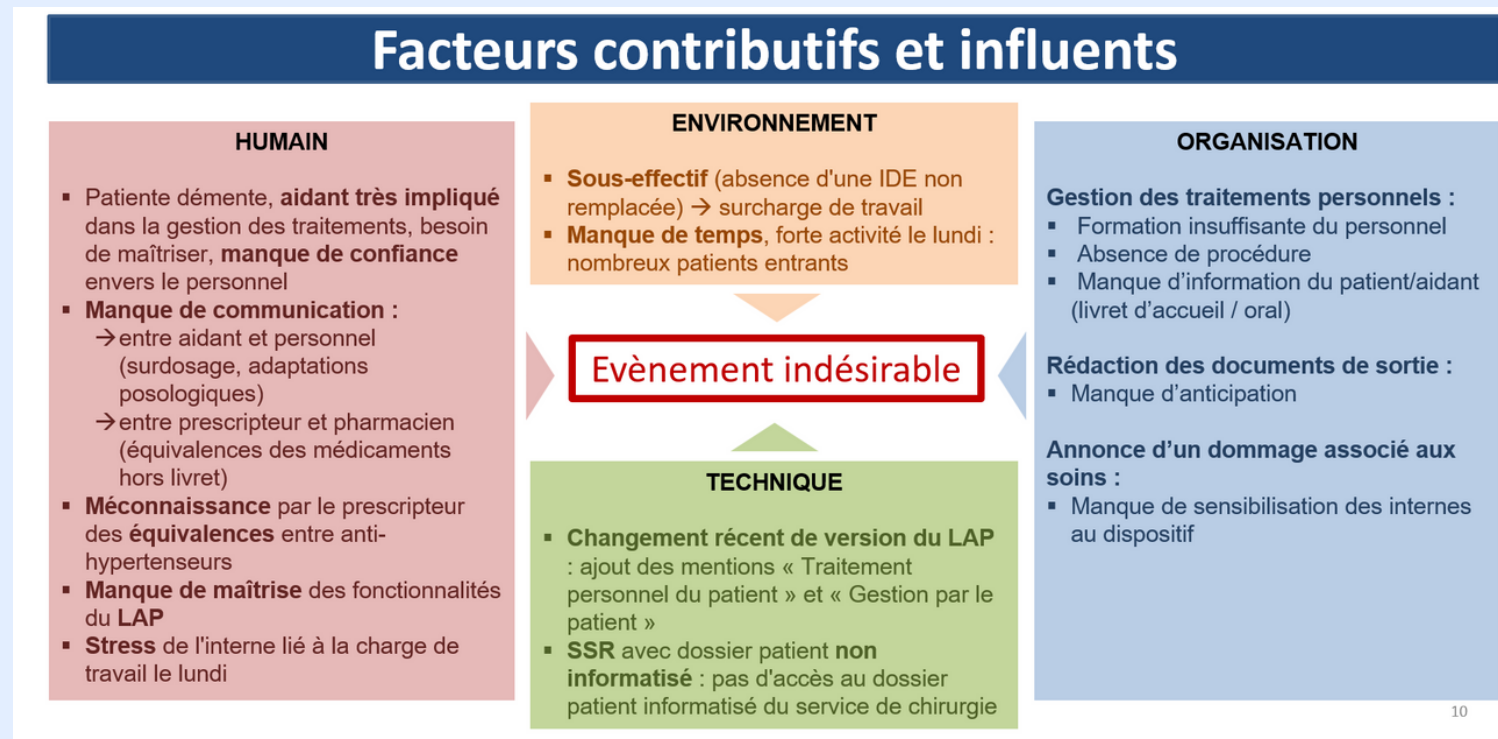 Facteurs contributifs et influents
HUMAIN
▪ Patiente démente, aidant très impliqué
dans la gestion des traitements, besoin
de maîtriser, manque de confiance
envers le personnel
▪ Manque de communication :
→entre aidant et personnel
(surdosage, adaptations
posologiques)
→entre prescripteur et pharmacien
(équivalences des médicaments
hors livret)
▪ Méconnaissance par le prescripteur
des équivalences entre anti-
hypertenseurs
▪ Manque de maîtrise des fonctionnalités
du LAP
▪ Stress de l'interne lié à la charge de
travail le lundi
ENVIRONNEMENT
▪ Sous-effectif (absence d'une IDE non
remplacée) → surcharge de travail
▪ Manque de temps, forte activité le lundi :
nombreux patients entrants
Evènement indésirable
TECHNIQUE
▪ Changement récent de version du LAP
: ajout des mentions « Traitement
personnel du patient » et « Gestion par le
patient »
▪ SSR avec dossier patient non
informatisé : pas d'accès au dossier
patient informatisé du service de chirurgie
ORGANISATION
Gestion des traitements personnels :
▪ Formation insuffisante du personnel
▪ Absence de procédure
▪ Manque d’information du patient/aidant
(livret d’accueil / oral)
Rédaction des documents de sortie :
▪ Manque d’anticipation
Annonce d’un dommage associé aux
soins :
▪ Manque de sensibilisation des internes
au dispositif
10